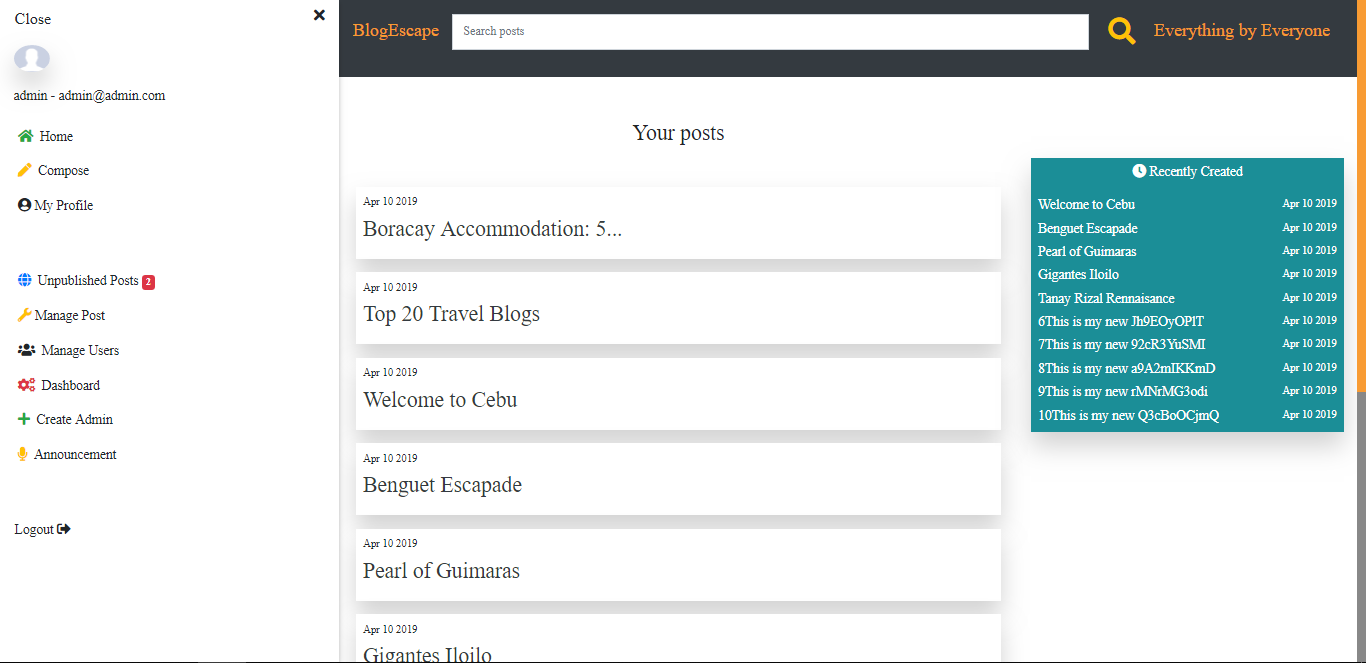 Close
admin - admin@admin.com
Home
Compose
My Profile
Unpublished Posts 2
Manage Post
Manage Users
Dashboard
Create Admin
Announcement
Logout
BlogEscape
Search posts
Everything by Everyone
Your posts
Apr 10 2019
Boracay Accommodation: 5...
Apr 10 2019
Top 20 Travel Blogs
Apr 10 2019
Welcome to Cebu
Apr 10 2019
Benguet Escapade
Apr 10 2019
Pearl of Guimaras
Apr 10 2019
Gigantes Iloilo
Recently Created
Welcome to Cebu Apr 10 2019
Benguet Escapade Apr 10 2019
Pearl of Guimaras Apr 10 2019
Gigantes Iloilo Apr 10 2019
Tanay Rizal Rennaisance Apr 10 2019
6This is my new Jh9EOyOPlT Apr 10 2019
7This is my new 92cR3YuSMI Apr 10 2019
8This is my new a9A2mIKKmD Apr 10 2019
9This is my new rMNrMG3odi Apr 10 2019
10This is my new Q3cBoOCjmQ Apr 10 2019